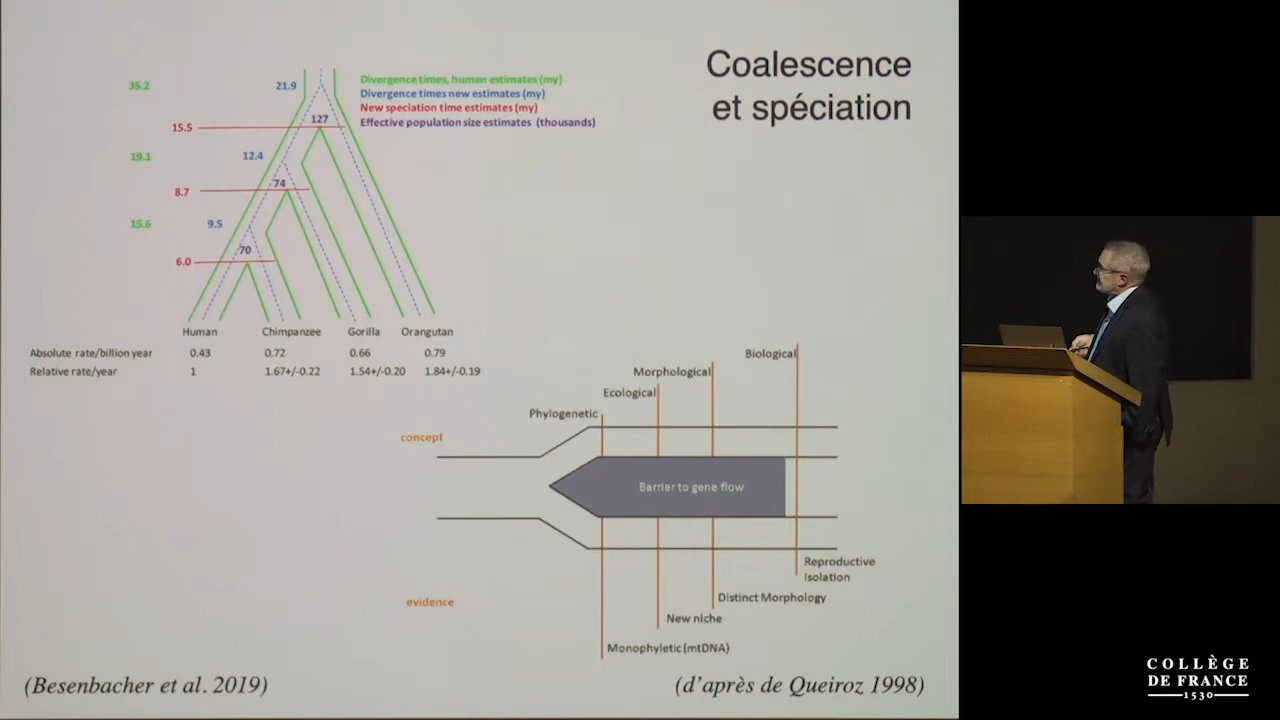 Coalescence
et spéciation
35.2
21.9
Divergence times, human estimates (my)
Divergence times new estimates (my)
New speciation time estimates (my)
Effective population size estimates (thousands)
127
15.5
19.1
12.4
74
8.7
15.6
9.5
70
6.0
Human Chimpanzee Gorilla Orangutan
Absolute rate/billion year 0.43 0.72 0.66 0.79
Relative rate/year 1 1.67+/-0.22 1.54+/-0.20 1.84+/-0.19
Biological
Morphological
Ecological
Phylogenetic
concept
Barrier to gene flow
Reproductive
Isolation
evidence
Distinct Morphology
New niche
Monophyletic (mtDNA)
(Besenbacher et al. 2019)
(d'après de Queiroz 1998)
COLLÈGE
DE FRANCE
1530